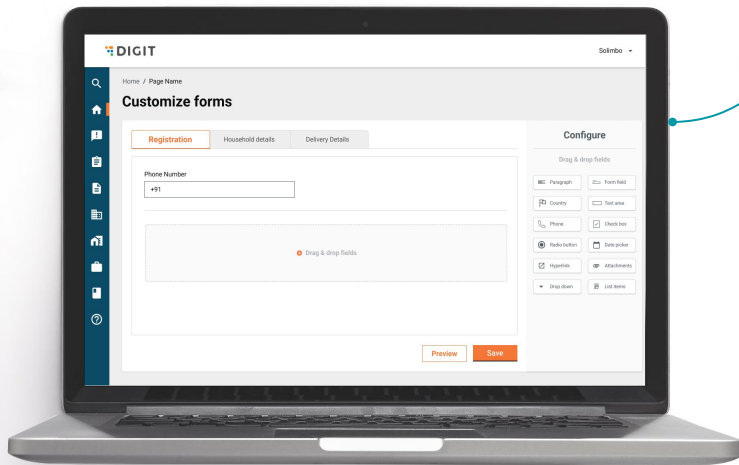 DIGIT
Solimbo
Home / Page Name
Customize forms
Registration
Household details
Delivery Details
Phone Number
+91
Drag & drop fields
Preview
Save
Configure
Drag & drop fields
Paragraph
Form field
Country
Text area
Phone
Check box
Radio button
Date picker
Hyperlink
Attachments
Drop down
List items